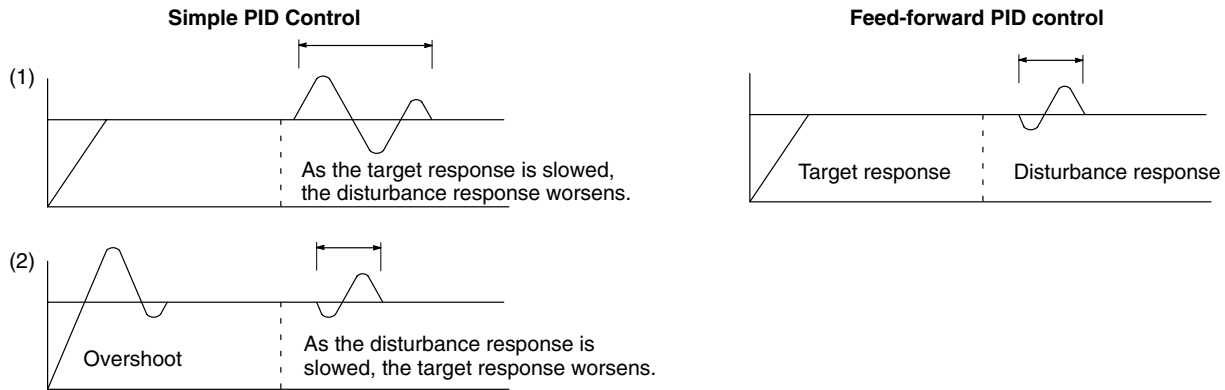 Simple PID Control
Feed-forward PID control
(1)
As the target response is slowed,
the disturbance response worsens.
Target response
Disturbance response
(2)
Overshoot
As the disturbance response is
slowed, the target response worsens.